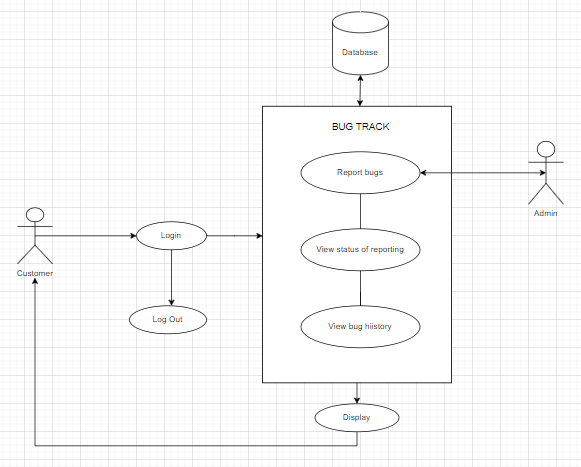 Database
BUG TRACK
Report bugs
Admin
Login
View status of reporting
Customer
Log Out
View bug hiistory
Display